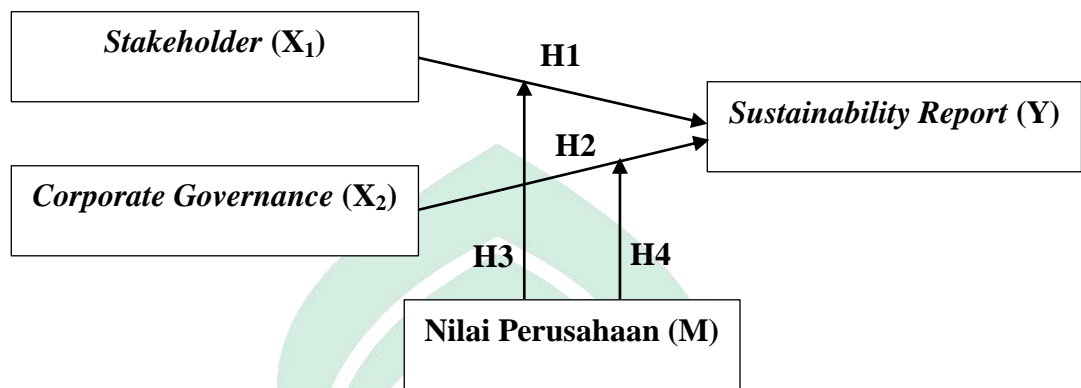 Stakeholder (X₁)
H1
Sustainability Report (Y)
H2
Corporate Governance (X₂)
H3
H4
Nilai Perusahaan (M)